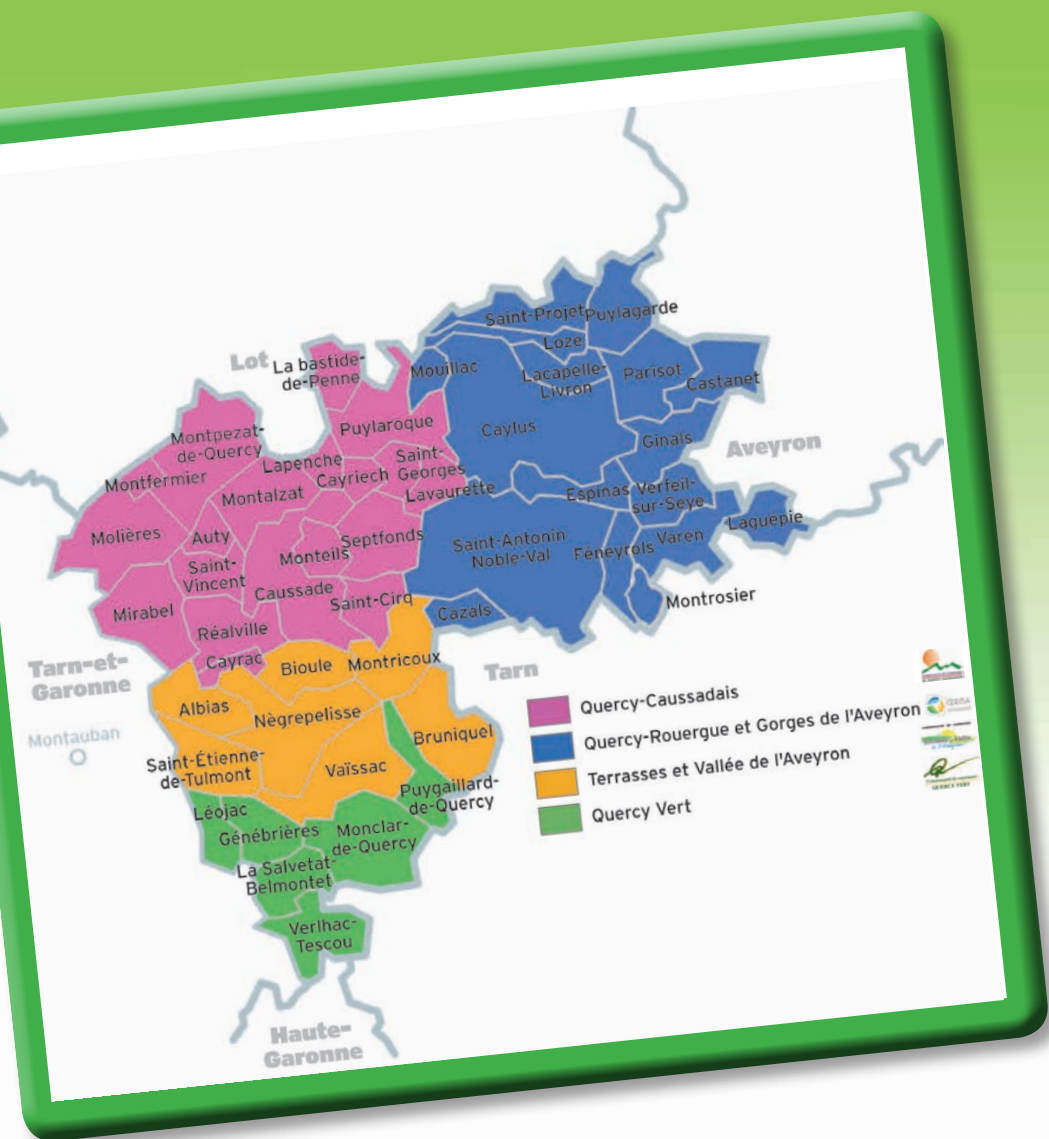 Saint-Projet
Puylagarde
Loze
Lot
La bastide-
de-Penne
Mouillac
Lacapelle-
Livron
Parisot
Castanet
Montpezat-
de-Quercy
Puylaroque
Caylus
Ginals
Aveyron
Montfermier
Lapenche
Cayriech
Saint-
Georges
Montalzat
Lavaurette
Espinas
Verfeil-
sur-Seye
Laguépie
Molières
Auty
Monteils
Septfonds
Saint-Antonin
Noble-Val
Féneyrols
Varen
Saint-
Vincent
Caussade
Saint-Cirq
Cazals
Montrosier
Mirabel
Réalville
Cayrac
Bioule
Montricoux
Tarn
Tarn-et-
Garonne
Albias
Nègrepelisse
Bruniquel
Montauban
Saint-Étienne-
de-Tulmont
Vaïssac
Puygaillard-
de-Quercy
Léojac
Génébrières
Monclar-
de-Quercy
La Salvetat-
Belmontet
Verlhac-
Tescou
Haute-
Garonne
Quercy-Caussadais
Quercy-Rouergue et Gorges de l'Aveyron
Terrasses et Vallée de l'Aveyron
Quercy Vert
QUERCY VERT